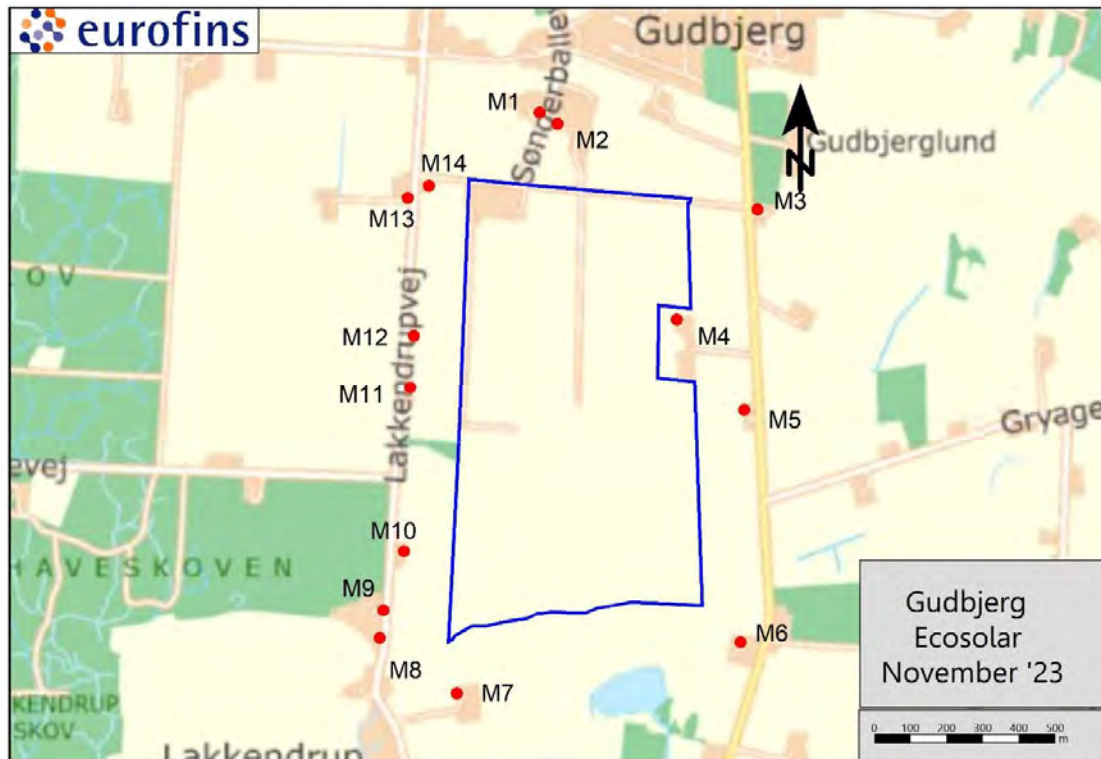 eurofins
Gudbjerg
Sønderballe
M1
M2
Gudbjerglund
N
M14
M13
M3
OV
Lakkendrupvej
M12
M4
M11
M5
Gryage
evej
M10
HAVESKOVEN
M9
M8
M6
M7
KENDRUP
SKOV
Lakkendrup
Gudbjerg
Ecosolar
November '23
0 100 200 300 400 500
m